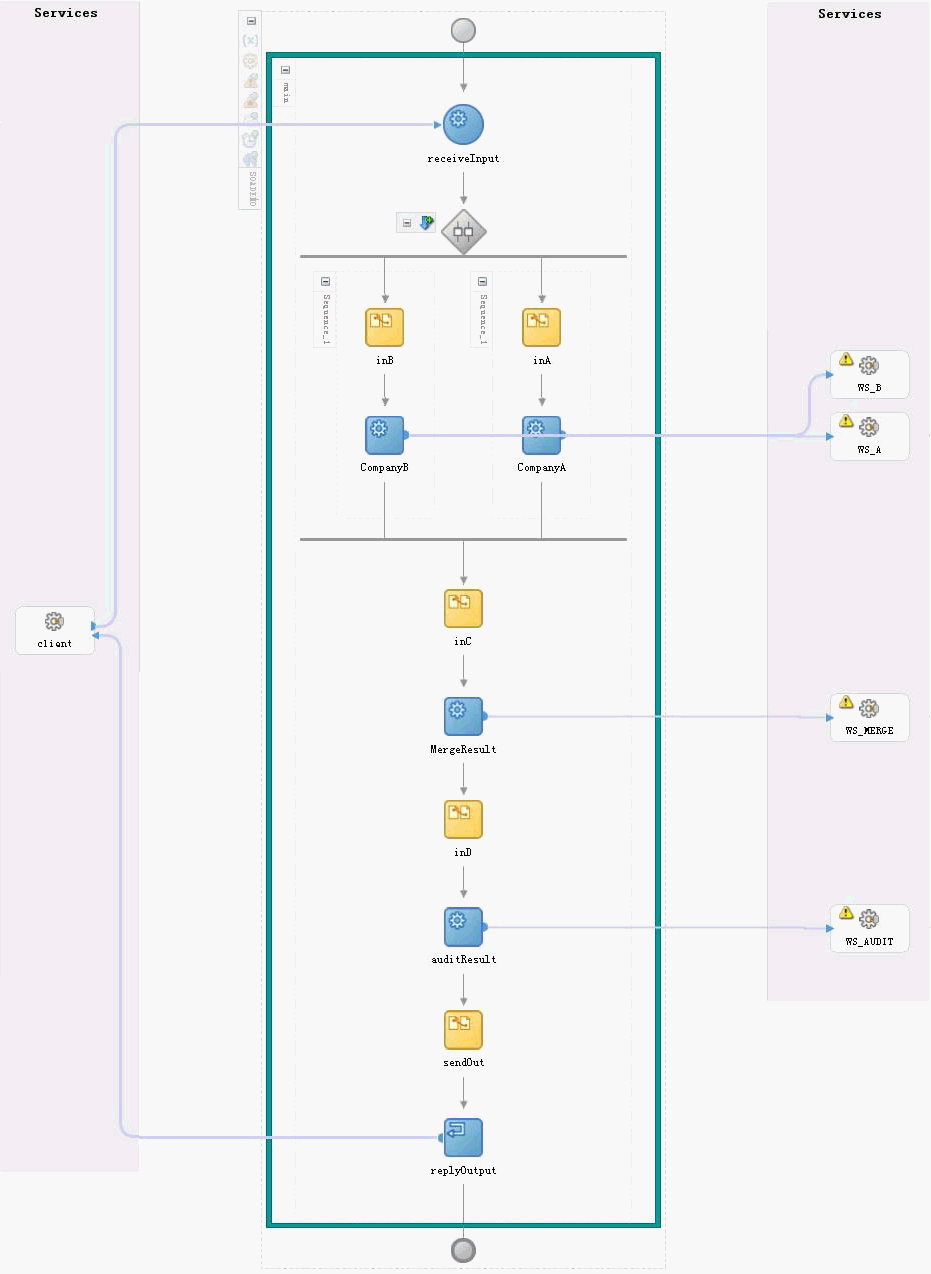 Services
Services
main
receiveInput
Sequence_1
Sequence_1
inB
inA
WS_B
WS_A
CompanyB
CompanyA
inC
client
MergeResult
WS_MERGE
inD
auditResult
WS_AUDIT
sendOut
replyOutput